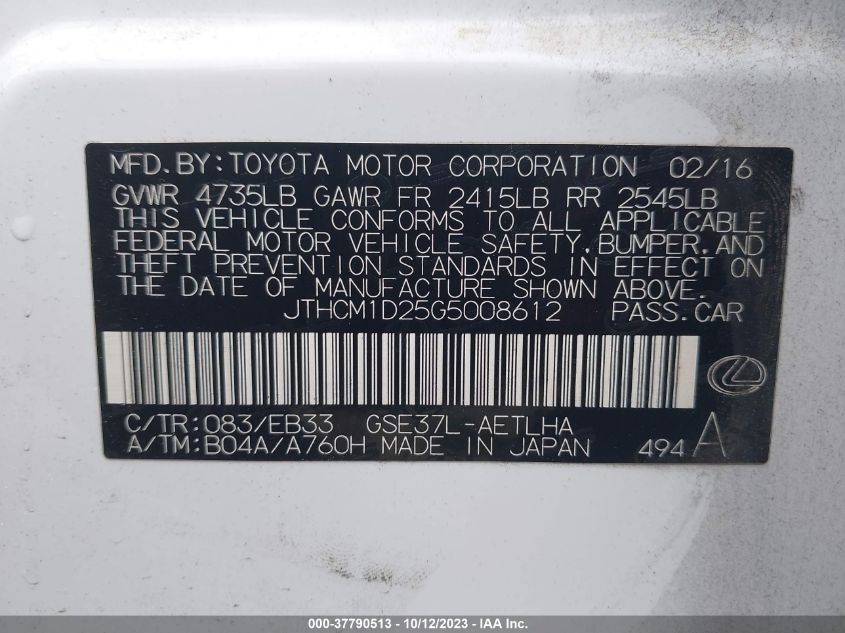 MFD.BY:TOYOTA MOTOR CORPORATION 02/16
GVWR 4735LB GAWR FR 2415LB RR 2545LB
THIS VEHICLE CONFORMS TO ALL APPLICABLE
FEDERAL MOTOR VEHICLE SAFETY,BUMPER,AND
THEFT PREVENTION STANDARDS IN EFFECT ON
THE DATE OF MANUFACTURE SHOWN ABOVE.
JTHCM1D25G5008612 PASS.CAR
C/TR:083/EB33 GSE37L-AETLHA
A/TM:B04A/A760H MADE IN JAPAN 494 A
000-37790513 - 10/12/2023 - IAA Inc.